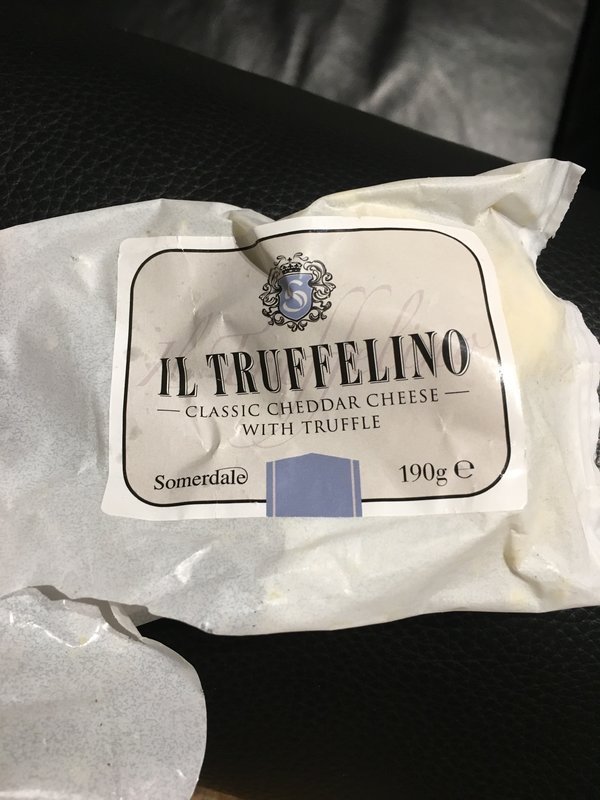 S
IL TRUFFELINO
CLASSIC CHEDDAR CHEESE
WITH TRUFFLE
Somerdale
190g ℮